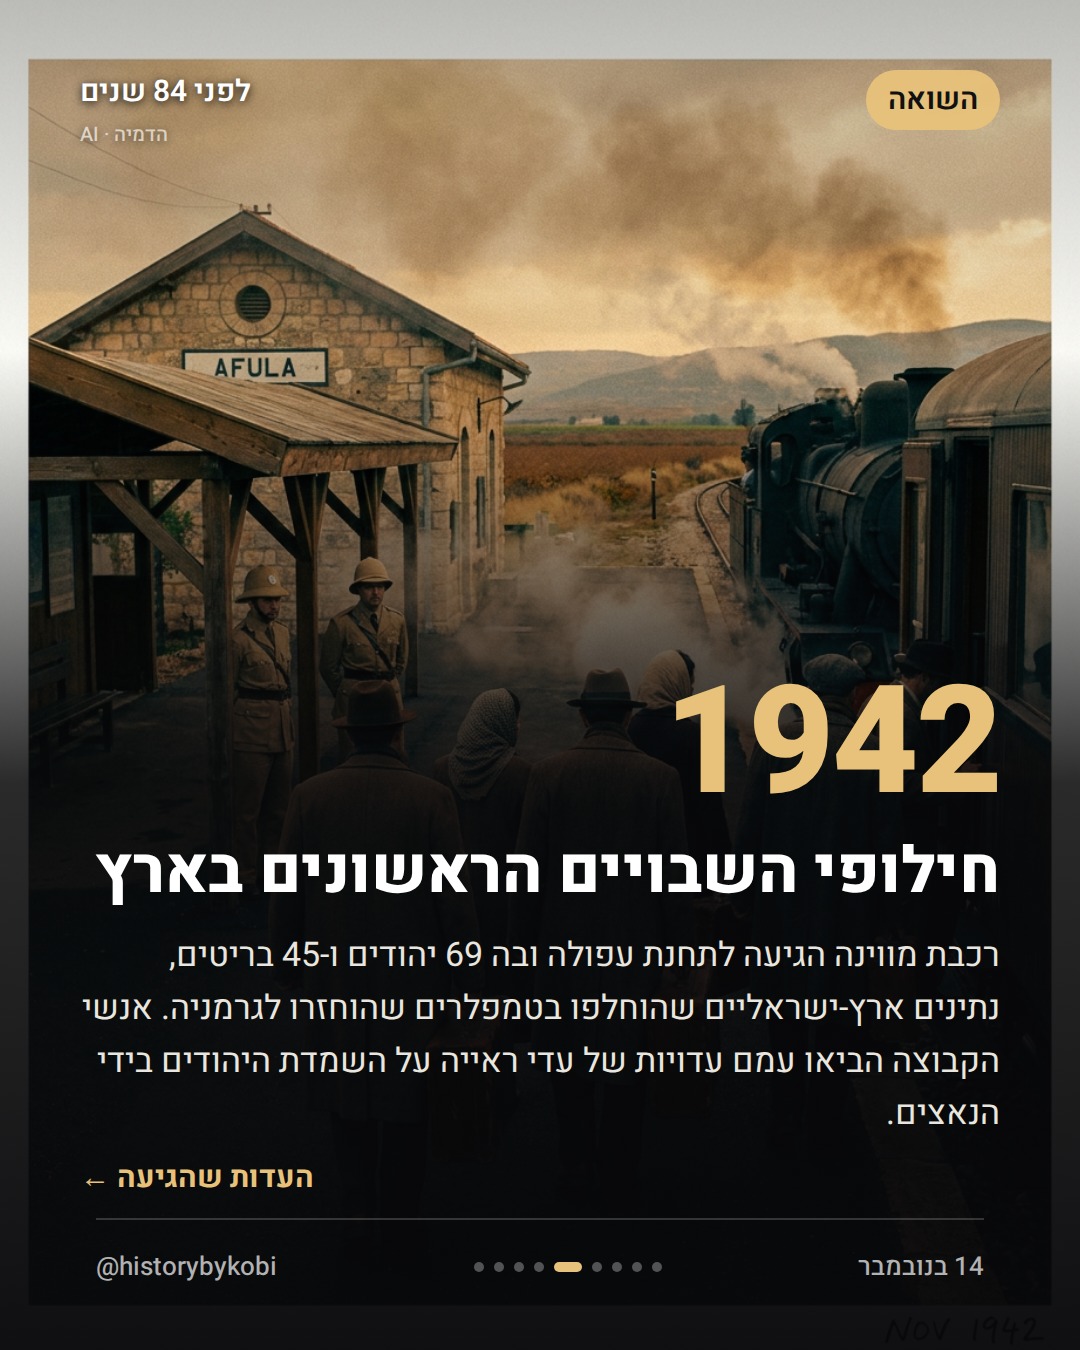 השואה
לפני 84 שנים
הדמיה · AI
AFULA
1942
חילופי השבויים הראשונים בארץ
רכבת מווינה הגיעה לתחנת עפולה ובה 69 יהודים ו-45 בריטים,
נתינים ארץ-ישראליים שהוחלפו בטמפלרים שהוחזרו לגרמניה. אנשי
הקבוצה הביאו עמם עדויות של עדי ראייה על השמדת היהודים בידי
הנאצים.
העדות שהגיעה ←
14 בנובמבר
@historybykobi
NOV 1942